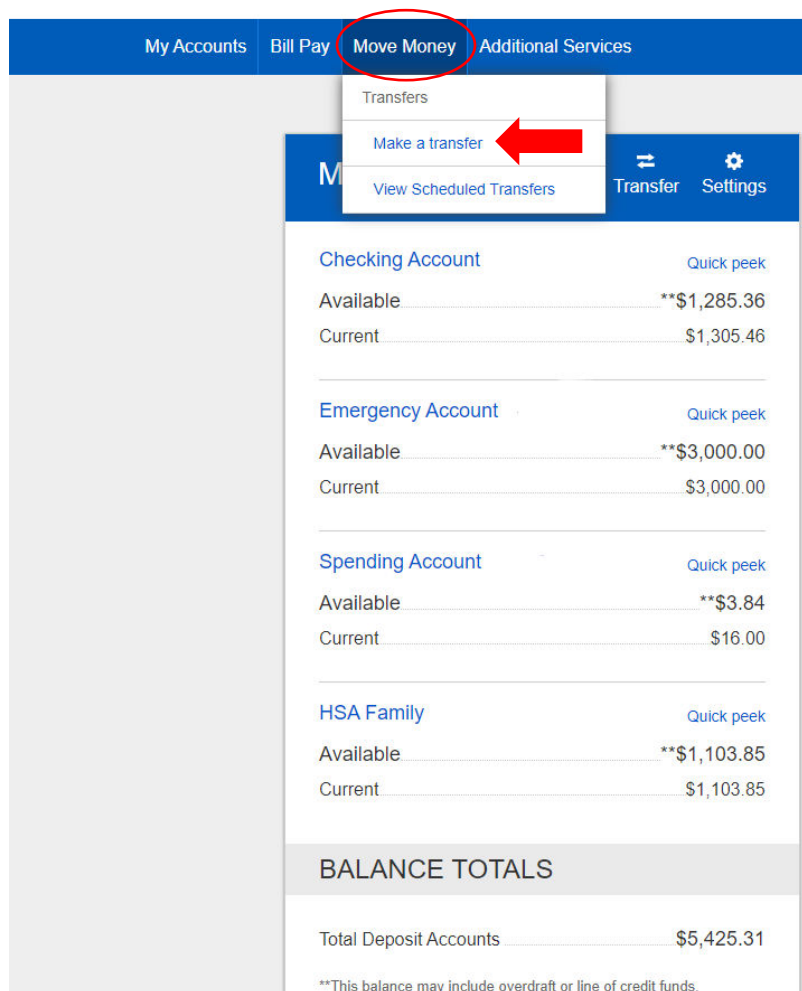 My Accounts Bill Pay Move Money Additional Services
Transfers
Make a transfer
View Scheduled Transfers
M
Transfer Settings
Checking Account Quick peek
Available **$1,285.36
Current $1,305.46
Emergency Account Quick peek
Available **$3,000.00
Current $3,000.00
Spending Account Quick peek
Available **$3.84
Current $16.00
HSA Family Quick peek
Available **$1,103.85
Current $1,103.85
BALANCE TOTALS
Total Deposit Accounts $5,425.31
**This balance may include overdraft or line of credit funds.